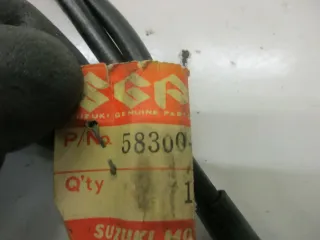 SGP
SUZUKI GENUINE PARTS
P/No 58300-
Q'ty 1
SUZUKI MO